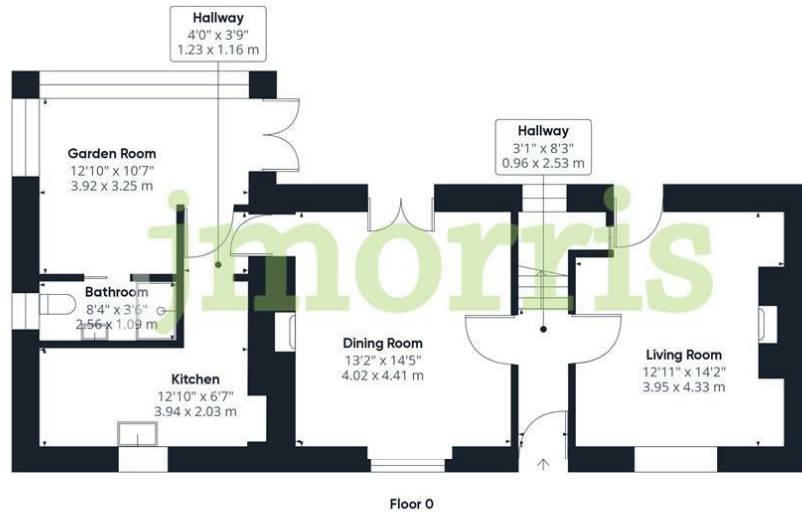 Hallway
4'0" x 3'9"
1.23 x 1.16 m
Hallway
3'1" x 8'3"
0.96 x 2.53 m
Garden Room
12'10" x 10'7"
3.92 x 3.25 m
jmorris
Bathroom
8'4" x 3'6"
2.56 x 1.09 m
Dining Room
13'2" x 14'5"
4.02 x 4.41 m
Living Room
12'11" x 14'2"
3.95 x 4.33 m
Kitchen
12'10" x 6'7"
3.94 x 2.03 m
Floor 0